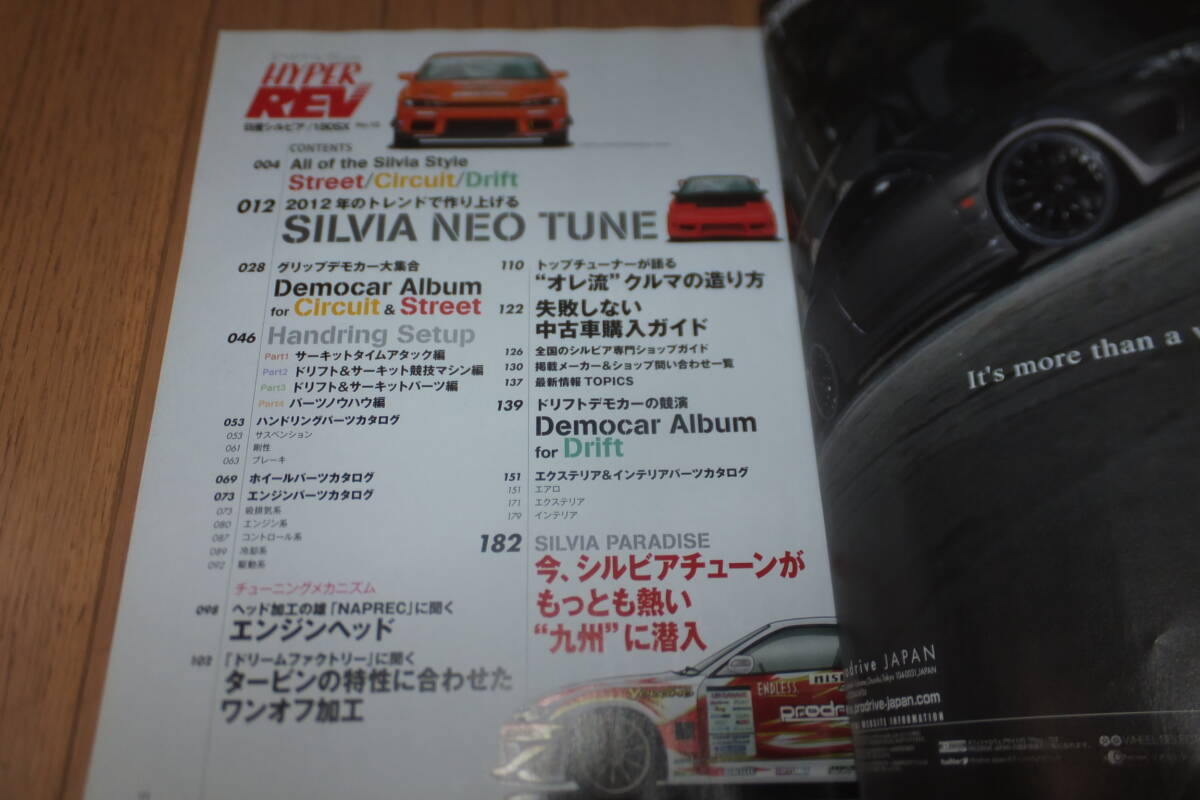 HYPER
REV
日産シルビア/180SX
CONTENTS
004 All of the Silvia Style
Street/Circuit/Drift
012 2012年のトレンドで作り上げる
SILVIA NEO TUNE
028 グリップデモカー大集合
Democar Album
for Circuit & Street
046 Handring Setup
Part1 サーキットタイムアタック編
Part2 ドリフト&サーキット競技マシン編
Part3 ドリフト&サーキットパーツ編
Part4 パーツノウハウ編
053 ハンドリングパーツカタログ
053 サスペンション
061 剛性
063 ブレーキ
069 ホイールパーツカタログ
073 エンジンパーツカタログ
073 吸排気系
080 エンジン系
087 コントロール系
089 冷却系
092 駆動系
チューニングメカニズム
098 ヘッド加工の雄「NAPREC」に聞く
エンジンヘッド
102 「ドリームファクトリー」に聞く
タービンの特性に合わせた
ワンオフ加工
110 トップチューナーが語る
“オレ流”クルマの造り方
122 失敗しない
中古車購入ガイド
126 全国のシルビア専門ショップガイド
130 掲載メーカー&ショップ問い合わせ一覧
137 最新情報TOPICS
139 ドリフトデモカーの競演
Democar Album
for Drift
151 エクステリア&インテリアパーツカタログ
151 エアロ
171 エクステリア
179 インテリア
182 SILVIA PARADISE
今、シルビアチューンが
もっとも熱い
“九州”に潜入
ENDLESS
NIS
prodr
It's more than a
drive JAPAN
prodrive-japan.com
WEBSITE INFORMATION
Twitter